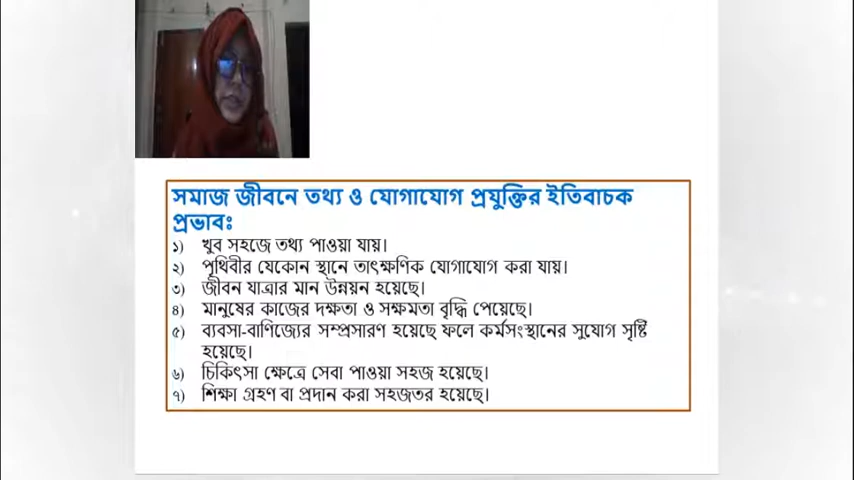 সমাজ জীবনে তথ্য ও যোগাযোগ প্রযুক্তির ইতিবাচক
প্রভাবঃ
১) খুব সহজে তথ্য পাওয়া যায়।
২) পৃথিবীর যেকোন স্থানে তাৎক্ষণিক যোগাযোগ করা যায়।
৩) জীবন যাত্রার মান উন্নয়ন হয়েছে।
৪) মানুষের কাজের দক্ষতা ও সক্ষমতা বৃদ্ধি পেয়েছে।
৫) ব্যবসা-বাণিজ্যের সম্প্রসারণ হয়েছে ফলে কর্মসংস্থানের সুযোগ সৃষ্টি
হয়েছে।
৬) চিকিৎসা ক্ষেত্রে সেবা পাওয়া সহজ হয়েছে।
৭) শিক্ষা গ্রহণ বা প্রদান করা সহজতর হয়েছে।